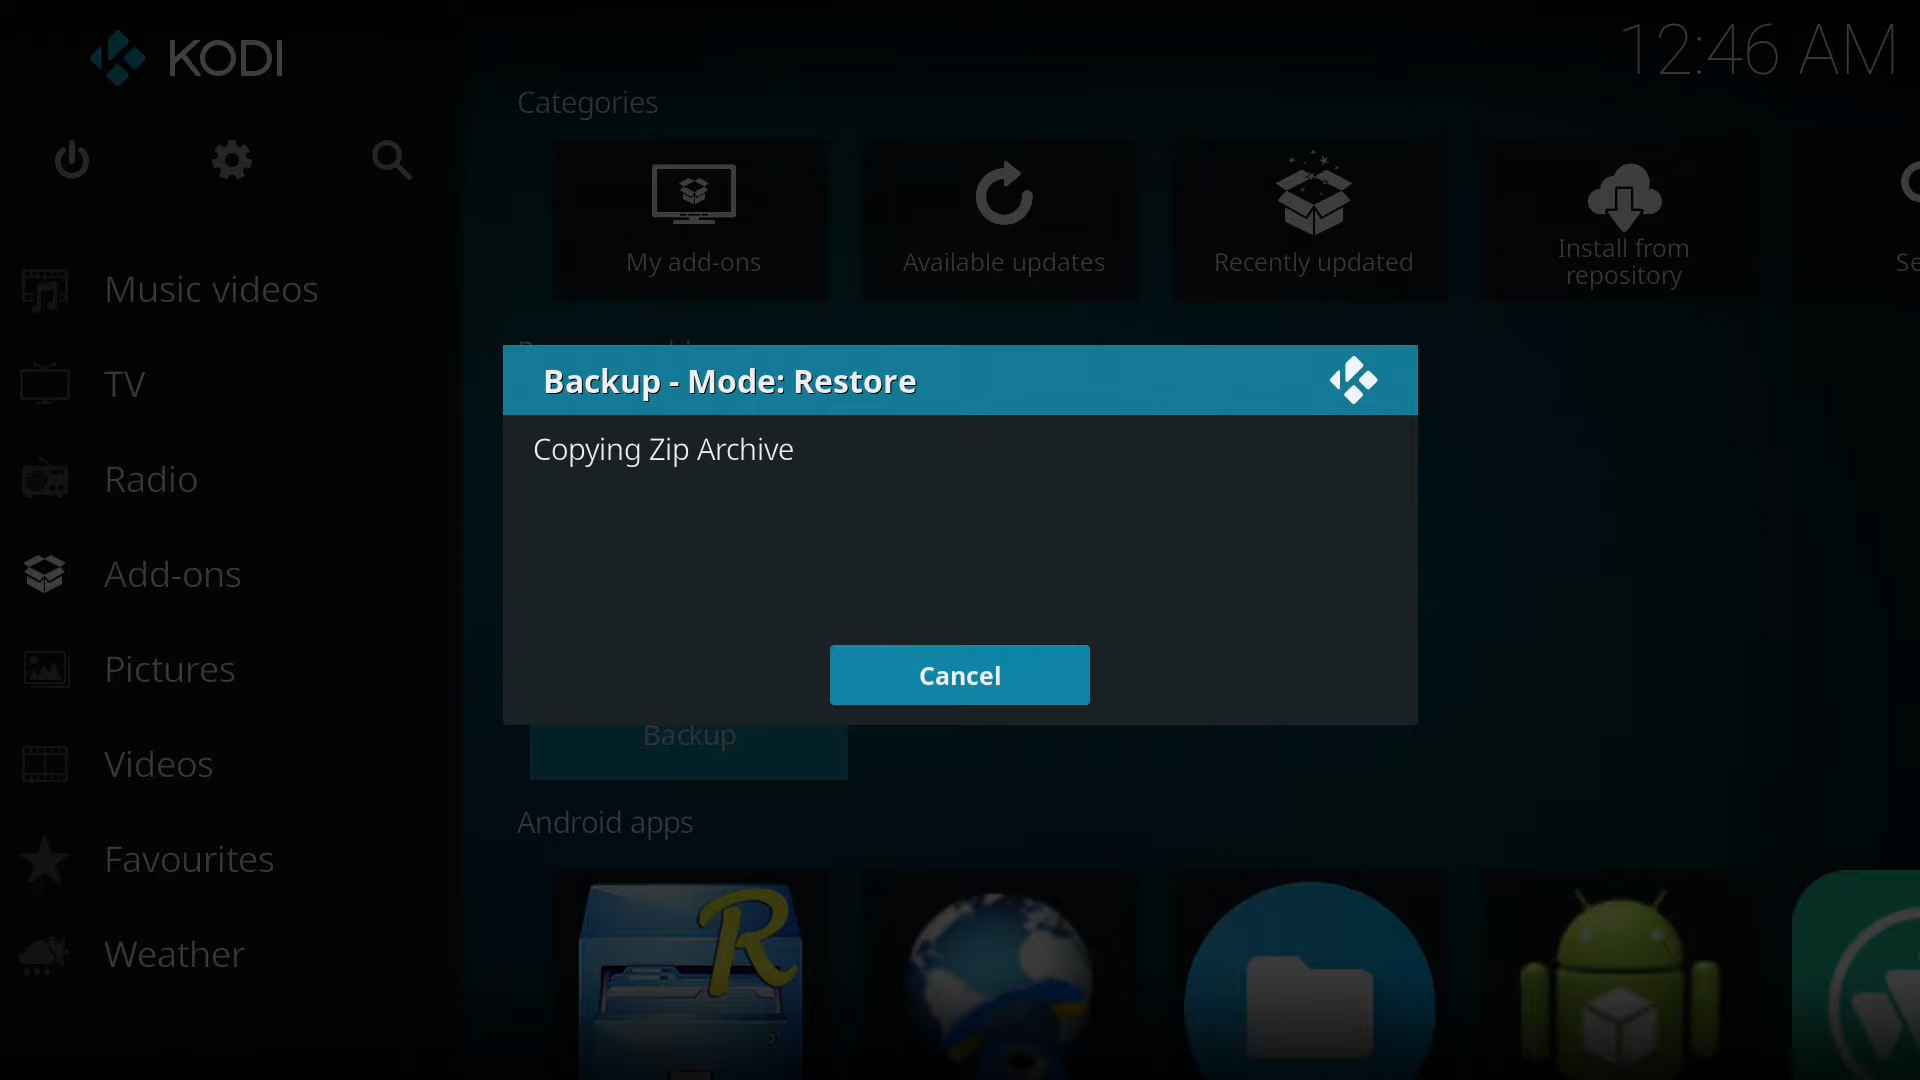 KODI
12:46 AM
Categories
My add-ons
Available updates
Recently updated
Install from
repository
Music videos
TV
Radio
Add-ons
Pictures
Videos
Favourites
Weather
Backup - Mode: Restore
Copying Zip Archive
Cancel
Backup
Android apps
R